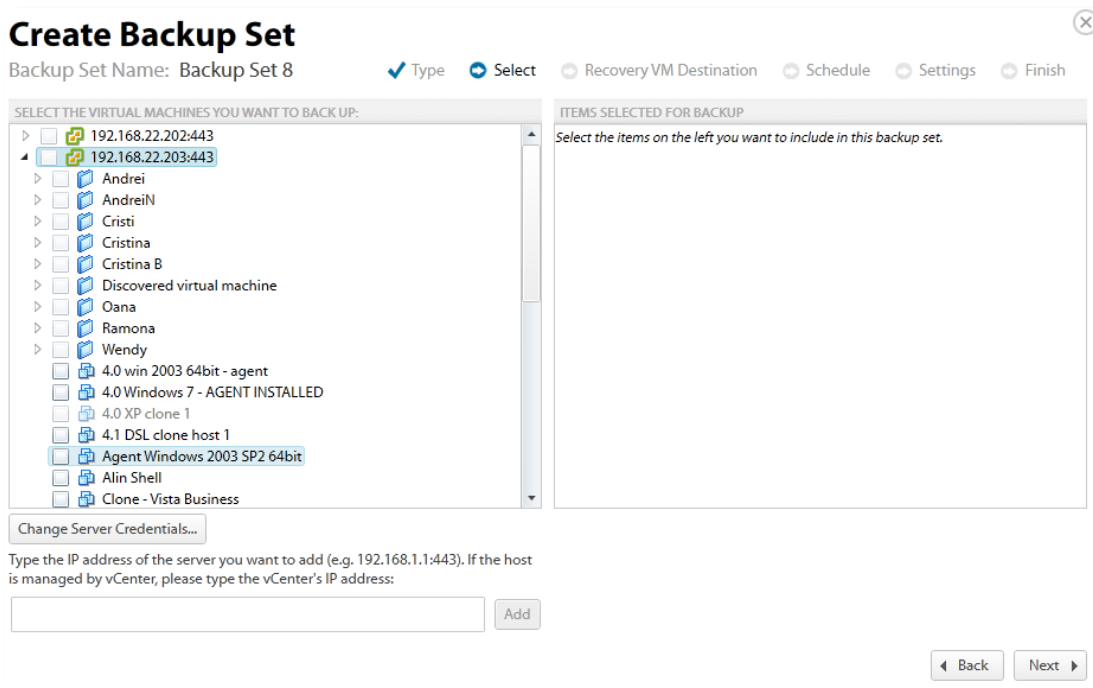 Create Backup Set
Backup Set Name: Backup Set 8
Type
Select
Recovery VM Destination
Schedule
Settings
Finish
SELECT THE VIRTUAL MACHINES YOU WANT TO BACK UP:
192.168.22.202:443
192.168.22.203:443
Andrei
AndreiN
Cristi
Cristina
Cristina B
Discovered virtual machine
Oana
Ramona
Wendy
4.0 win 2003 64bit - agent
4.0 Windows 7 - AGENT INSTALLED
4.0 XP clone 1
4.1 DSL clone host 1
Agent Windows 2003 SP2 64bit
Alin Shell
Clone - Vista Business
ITEMS SELECTED FOR BACKUP
Select the items on the left you want to include in this backup set.
Change Server Credentials...
Type the IP address of the server you want to add (e.g. 192.168.1.1:443). If the host
is managed by vCenter, please type the vCenter's IP address:
Add
Back
Next